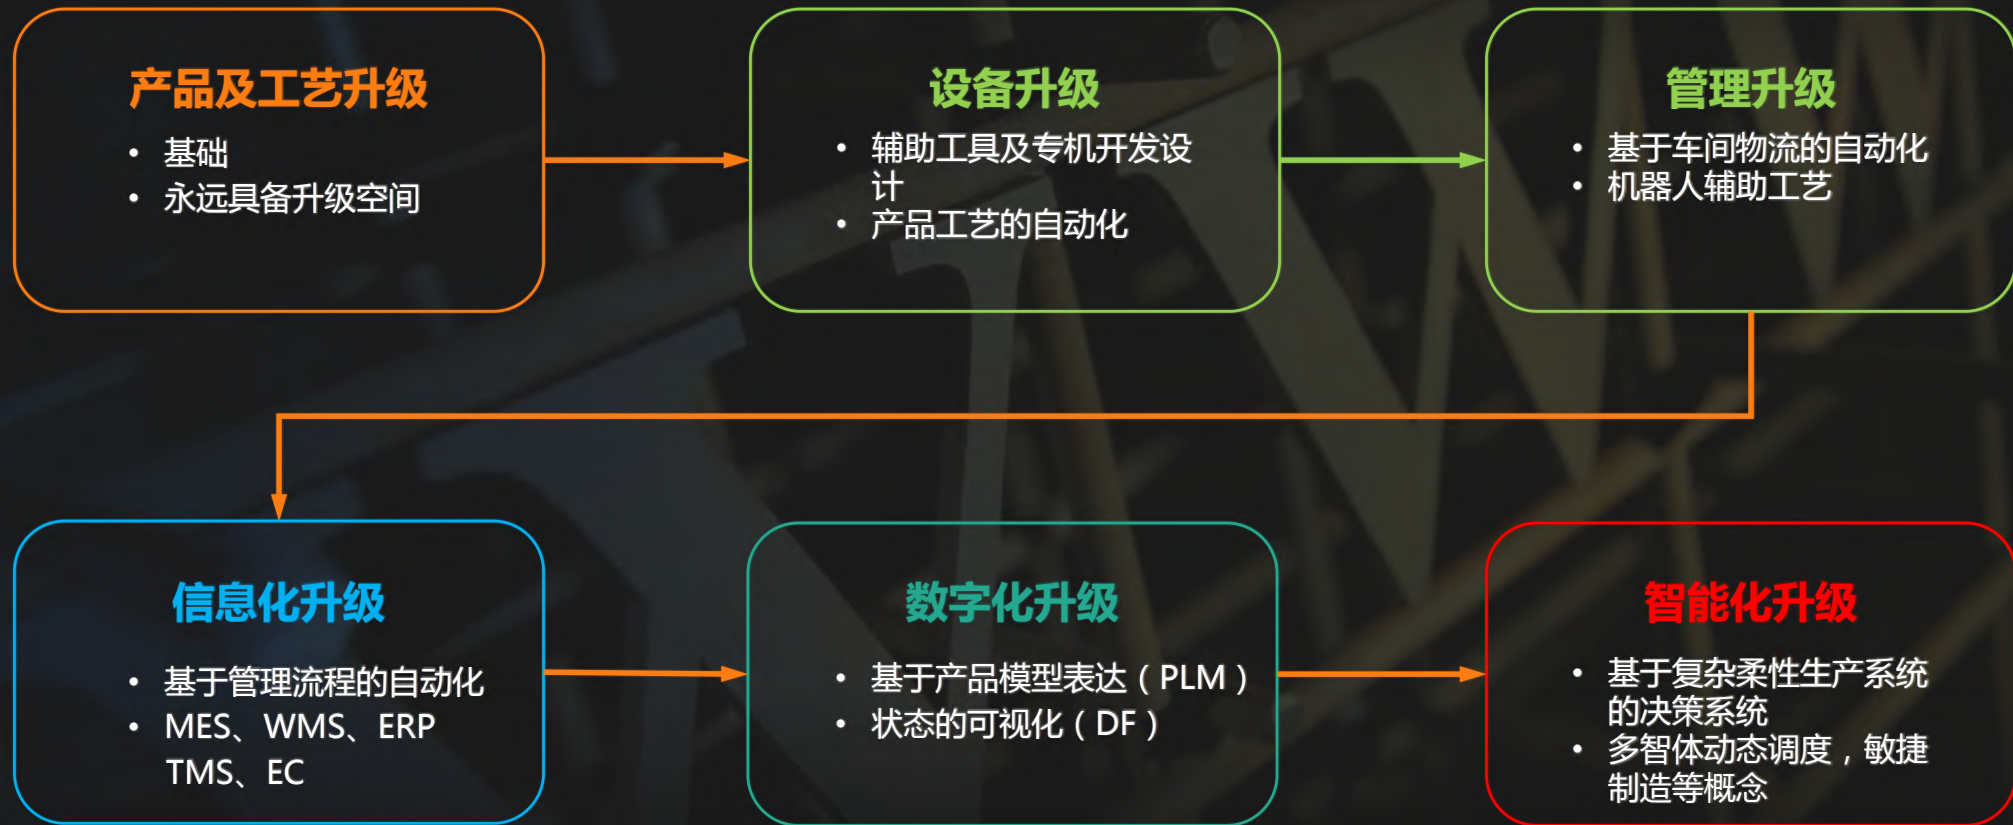 产品及工艺升级
• 基础
• 永远具备升级空间
设备升级
• 辅助工具及专机开发设
计
• 产品工艺的自动化
管理升级
• 基于车间物流的自动化
• 机器人辅助工艺
信息化升级
• 基于管理流程的自动化
• MES、WMS、ERP
TMS、EC
数字化升级
• 基于产品模型表达（PLM）
• 状态的可视化（DF）
智能化升级
• 基于复杂柔性生产系统
的决策系统
• 多智体动态调度，敏捷
制造等概念